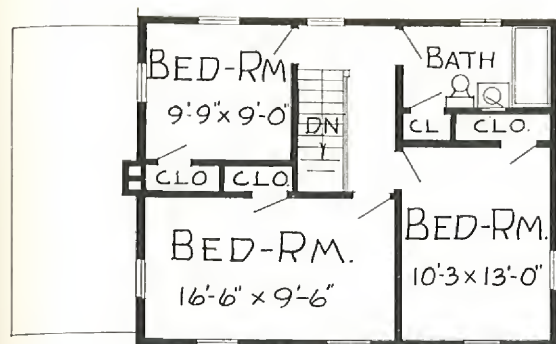 BED-RM
9'-9" x 9'-0"
DN
BATH
CL
CLO.
CLO
CLO.
BED-RM.
16'-6" x 9'-6"
BED-RM.
10'-3 x 13'-0"